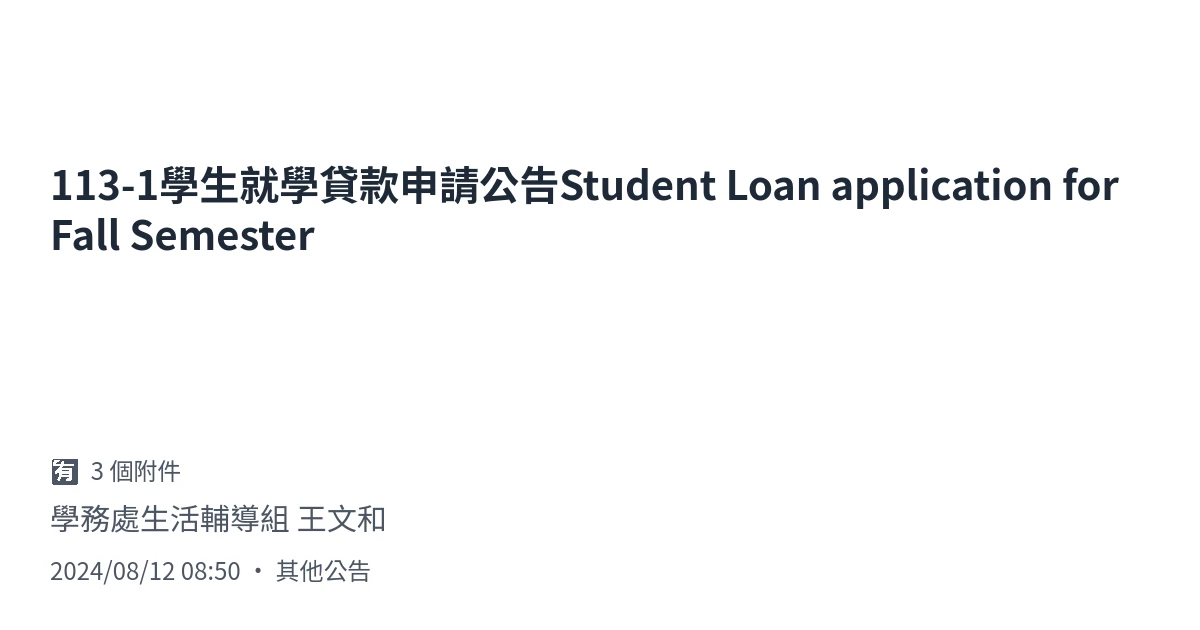 113-1學生就學貸款申請公告Student Loan application for
Fall Semester
有 3 個附件
學務處生活輔導組 王文和
2024/08/12 08:50 · 其他公告